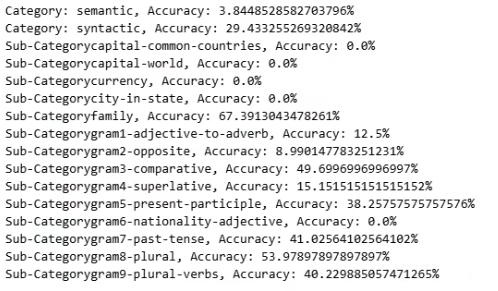 Category: semantic, Accuracy: 3.8448528582703796%
Category: syntactic, Accuracy: 29.433255269320842%
Sub-Categorycapital-common-countries, Accuracy: 0.0%
Sub-Categorycapital-world, Accuracy: 0.0%
Sub-Categorycurrency, Accuracy: 0.0%
Sub-Categorycity-in-state, Accuracy: 0.0%
Sub-Categoryfamily, Accuracy: 67.3913043478261%
Sub-Categorygram1-adjective-to-adverb, Accuracy: 12.5%
Sub-Categorygram2-opposite, Accuracy: 8.990147783251231%
Sub-Categorygram3-comparative, Accuracy: 49.6996996996997%
Sub-Categorygram4-superlative, Accuracy: 15.151515151515152%
Sub-Categorygram5-present-participle, Accuracy: 38.25757575757576%
Sub-Categorygram6-nationality-adjective, Accuracy: 0.0%
Sub-Categorygram7-past-tense, Accuracy: 41.02564102564102%
Sub-Categorygram8-plural, Accuracy: 53.97897897897897%
Sub-Categorygram9-plural-verbs, Accuracy: 40.229885057471265%